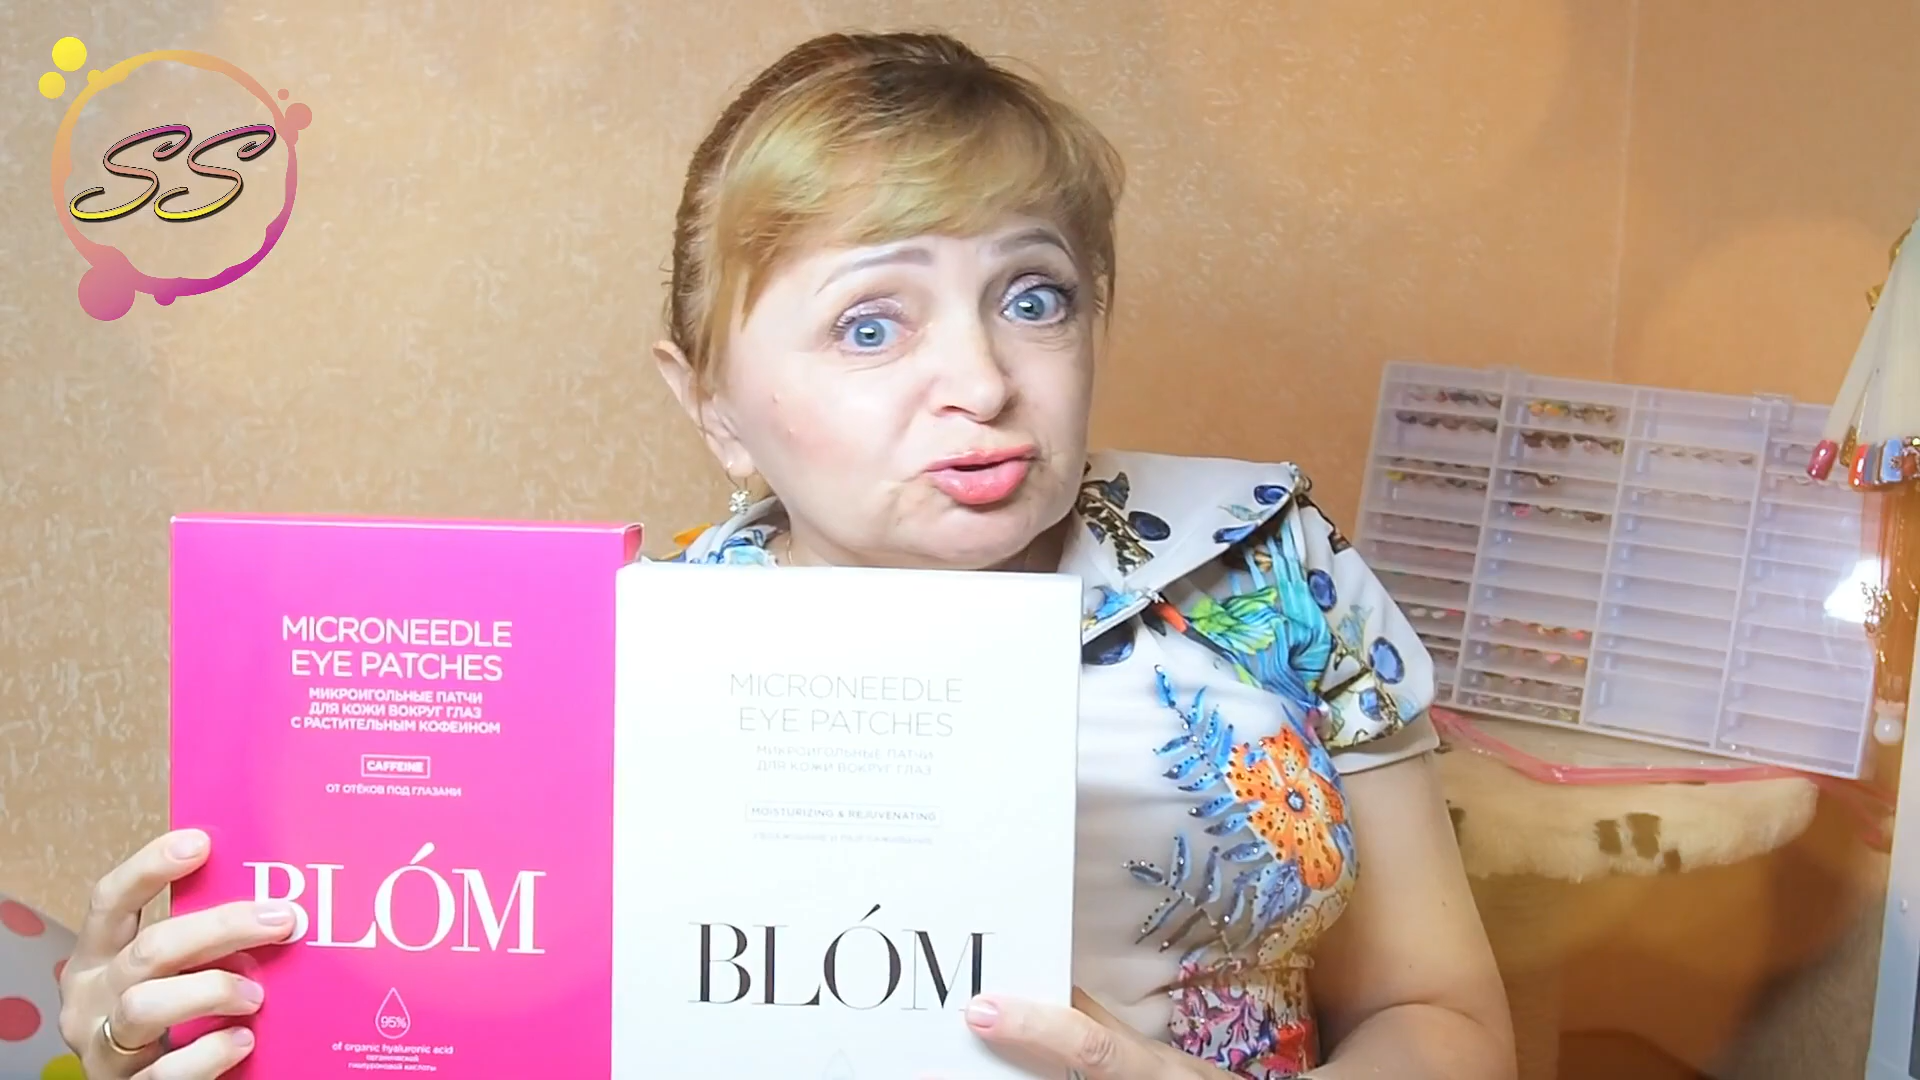 SS
MICRONEEDLE
EYE PATCHES
МИКРОИГОЛЬНЫЕ ПАТЧИ
ДЛЯ КОЖИ ВОКРУГ ГЛАЗ
С РАСТИТЕЛЬНЫМ КОФЕИНОМ
CAFFEINE
ОТ ОТЁКОВ ПОД ГЛАЗАМИ
BLÓM
95%
of organic hyaluronic acid
органической
гиалуроновой кислоты
MICRONEEDLE
EYE PATCHES
МИКРОИГОЛЬНЫЕ ПАТЧИ
ДЛЯ КОЖИ ВОКРУГ ГЛАЗ
MOISTURIZING & REJUVENATING
BLÓM